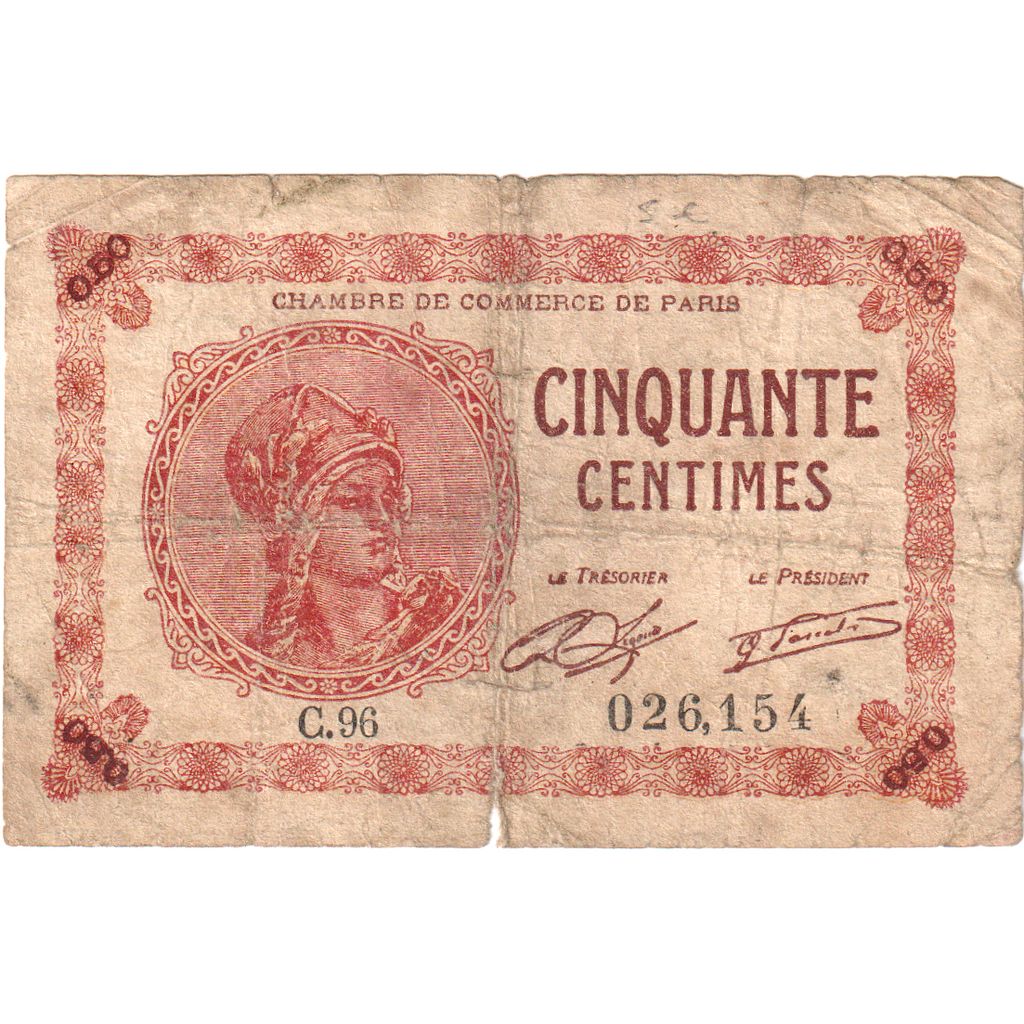 0.50 0.50
CHAMBRE DE COMMERCE DE PARIS
CINQUANTE
CENTIMES
LE TRÉSORIER LE PRÉSIDENT
C.96 026,154
0.50 0.50